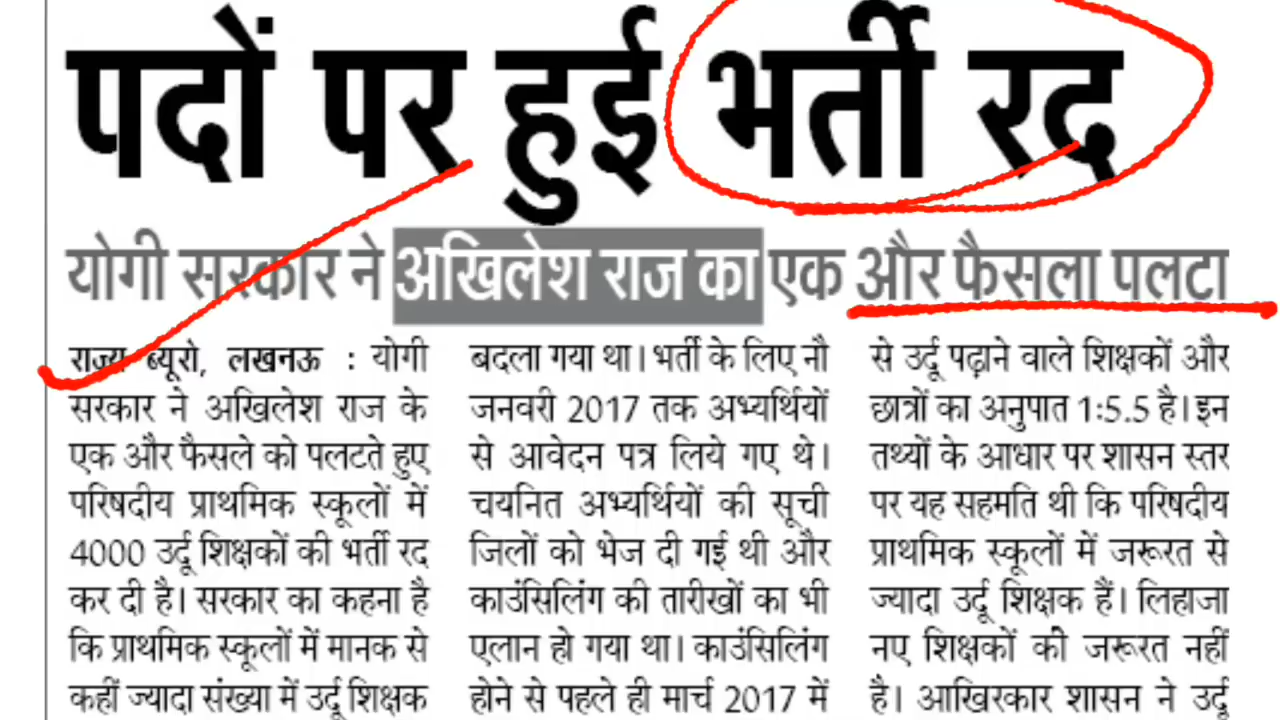 पदों पर हुई भर्ती रद
योगी सरकार ने अखिलेश राज का एक और फैसला पलटा
राज्य ब्यूरो, लखनऊ : योगी
सरकार ने अखिलेश राज के
एक और फैसले को पलटते हुए
परिषदीय प्राथमिक स्कूलों में
4000 उर्दू शिक्षकों की भर्ती रद
कर दी है। सरकार का कहना है
कि प्राथमिक स्कूलों में मानक से
कहीं ज्यादा संख्या में उर्दू शिक्षक
बदला गया था। भर्ती के लिए नौ
जनवरी 2017 तक अभ्यर्थियों
से आवेदन पत्र लिये गए थे।
चयनित अभ्यर्थियों की सूची
जिलों को भेज दी गई थी और
काउंसिलिंग की तारीखों का भी
एलान हो गया था। काउंसिलिंग
होने से पहले ही मार्च 2017 में
से उर्दू पढ़ाने वाले शिक्षकों और
छात्रों का अनुपात 1:5.5 है। इन
तथ्यों के आधार पर शासन स्तर
पर यह सहमति थी कि परिषदीय
प्राथमिक स्कूलों में जरूरत से
ज्यादा उर्दू शिक्षक हैं। लिहाजा
नए शिक्षकों की जरूरत नहीं
है। आखिरकार शासन ने उर्दू